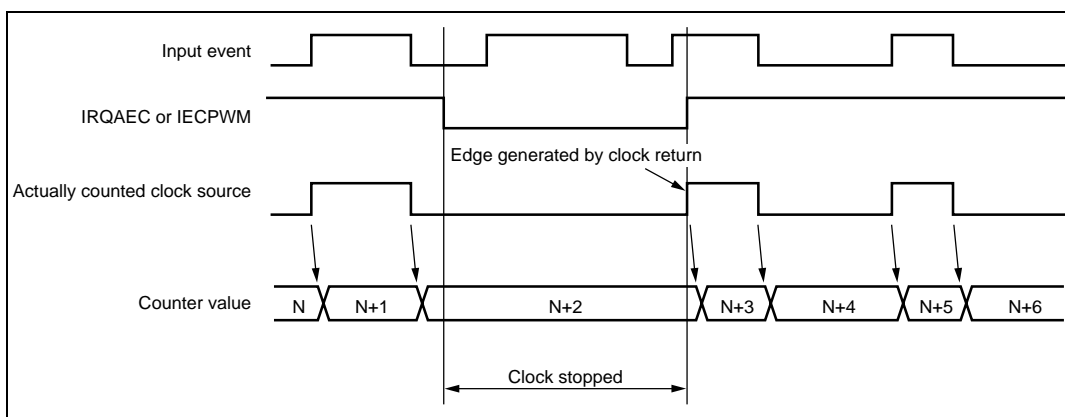 Input event
IRQAEC or IECPWM
Edge generated by clock return
Actually counted clock source
Counter value
N
N+1
N+2
N+3
N+4
N+5
N+6
Clock stopped